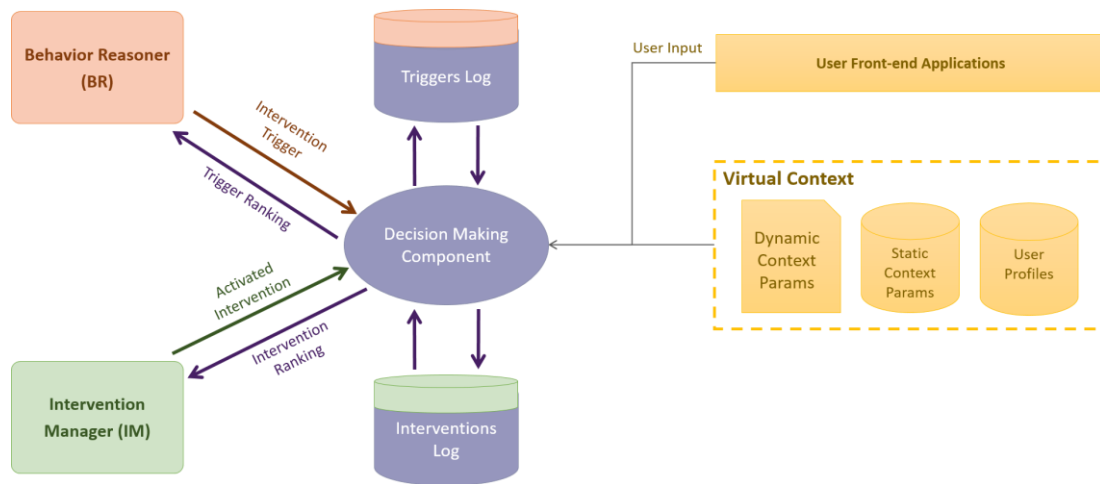 Behavior Reasoner
(BR)
Triggers Log
User Input
User Front-end Applications
Intervention
Trigger
Trigger Ranking
Virtual Context
Dynamic
Context
Params
Static
Context
Params
User
Profiles
Decision Making
Component
Activated
Intervention
Intervention
Ranking
Intervention
Manager (IM)
Interventions
Log